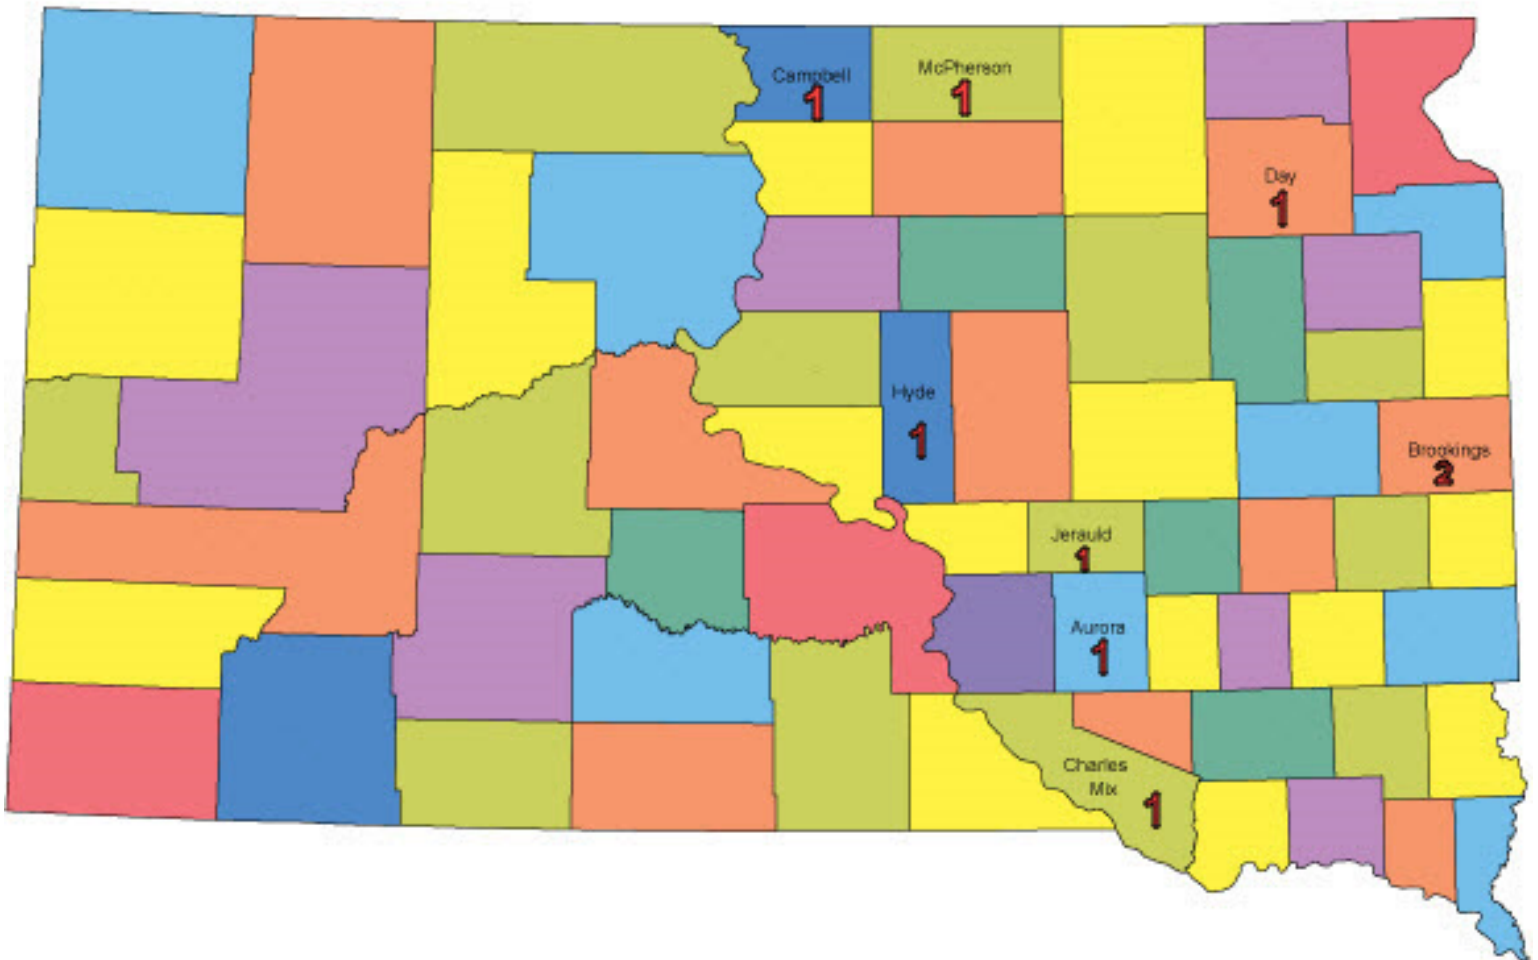 Campbell
1
McPherson
1
Day
1
Hyde
1
Brookings
2
Jerauld
1
Aurora
1
Charles
Mix
1